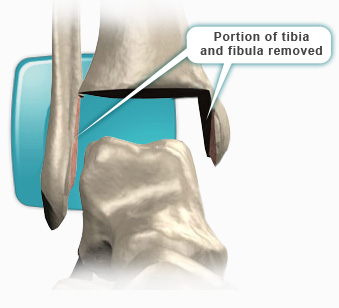 Portion of tibia
and fibula removed